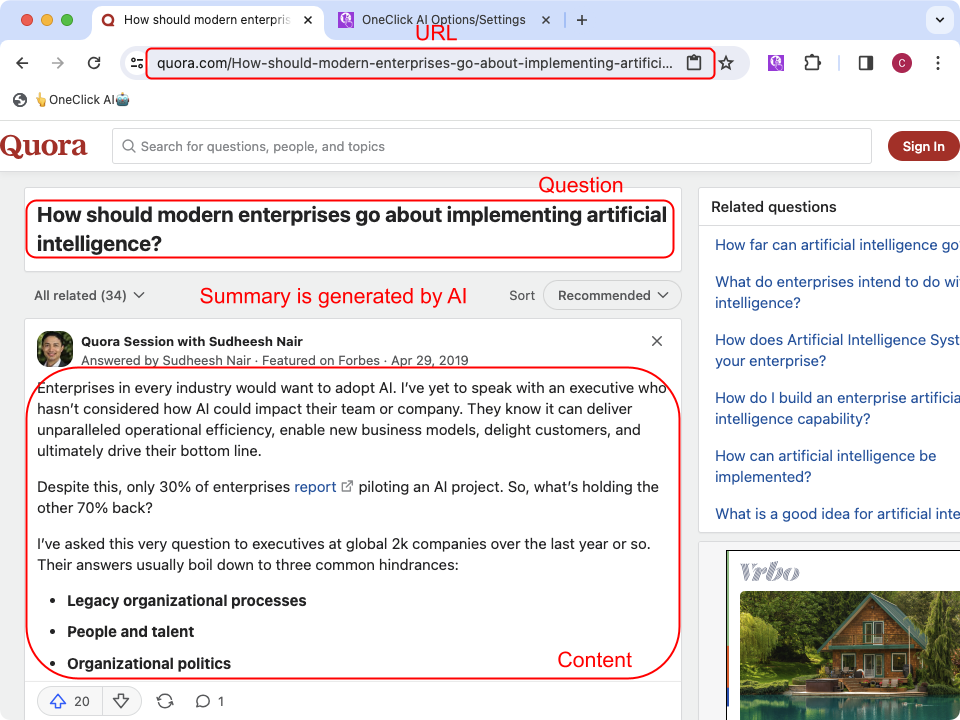 How should modern enterpris
OneClick AI Options/Settings
URL
quora.com/How-should-modern-enterprises-go-about-implementing-artifici...
C
👆OneClick AI🤖
Quora
Search for questions, people, and topics
Sign In
Question
How should modern enterprises go about implementing artificial
intelligence?
All related (34)
Summary is generated by AI
Sort
Recommended
Quora Session with Sudheesh Nair
Answered by Sudheesh Nair · Featured on Forbes · Apr 29, 2019
Enterprises in every industry would want to adopt AI. I've yet to speak with an executive who
hasn't considered how AI could impact their team or company. They know it can deliver
unparalleled operational efficiency, enable new business models, delight customers, and
ultimately drive their bottom line.
Despite this, only 30% of enterprises report piloting an AI project. So, what's holding the
other 70% back?
I've asked this very question to executives at global 2k companies over the last year or so.
Their answers usually boil down to three common hindrances:
• Legacy organizational processes
• People and talent
• Organizational politics
Content
20
1
Related questions
How far can artificial intelligence go
What do enterprises intend to do wi
intelligence?
How does Artificial Intelligence Syst
your enterprise?
How do I build an enterprise artificia
intelligence capability?
How can artificial intelligence be
implemented?
What is a good idea for artificial inte
Vrbo